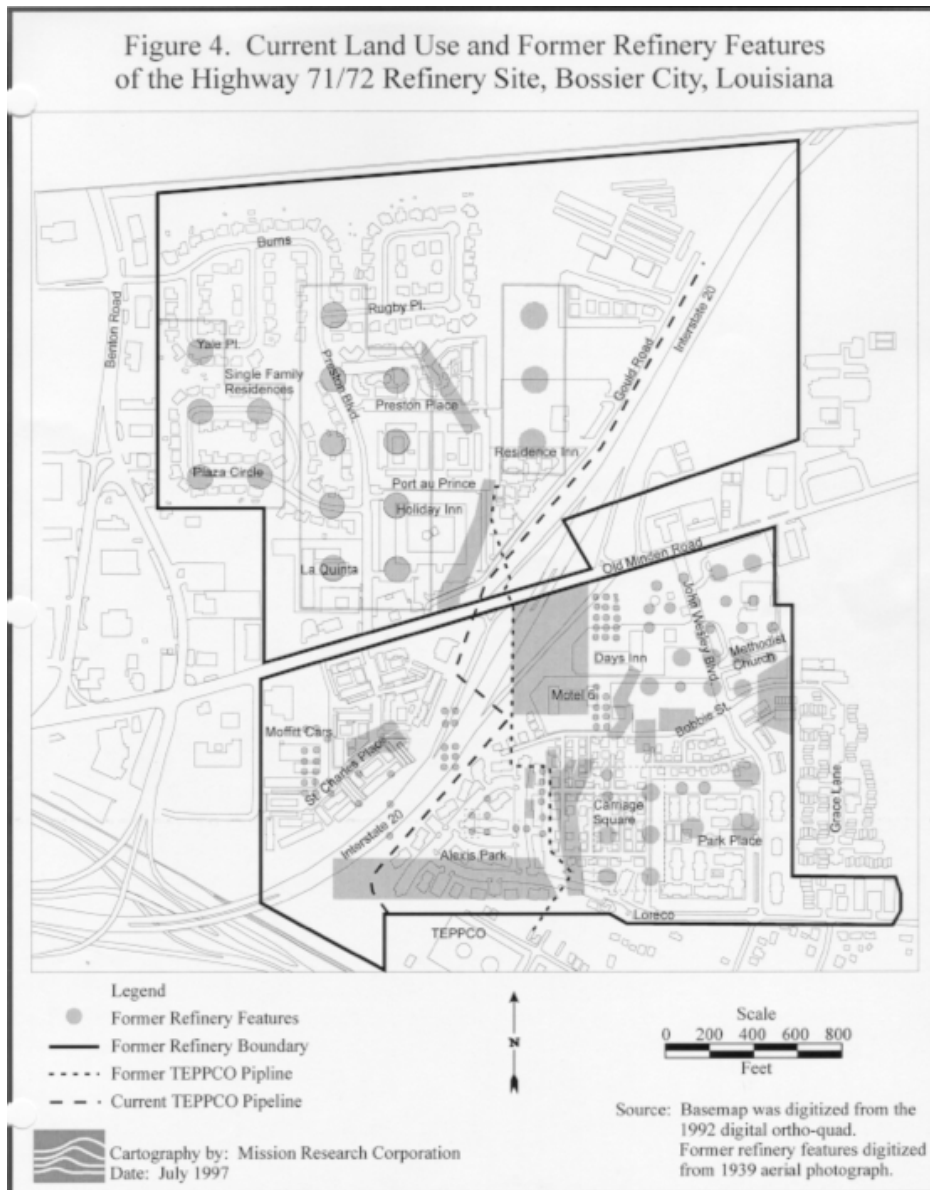 Figure 4. Current Land Use and Former Refinery Features
of the Highway 71/72 Refinery Site, Bossier City, Louisiana
Burns
Benton Road
Rugby Pl.
Interstate 20
Yale Pl.
Preston Blvd.
Gould Road
Single Family
Residences
Preston Place
Residence Inn
Plaza Circle
Port au Prince
Holiday Inn
La Quinta
Old Minden Road
John Wesley Blvd.
Methodist
Church
Days Inn
Motel 6
Bobbie St.
Moffitt Cars
St. Charles Place
Grace Lane
Interstate 20
Carriage
Square
Park Place
Alexis Park
Loreco
TEPPCO
Legend
Former Refinery Features
Former Refinery Boundary
Former TEPPCO Pipline
Current TEPPCO Pipeline
N
Scale
0 200 400 600 800
Feet
Source: Basemap was digitized from the
1992 digital ortho-quad.
Former refinery features digitized
from 1939 aerial photograph.
Cartography by: Mission Research Corporation
Date: July 1997